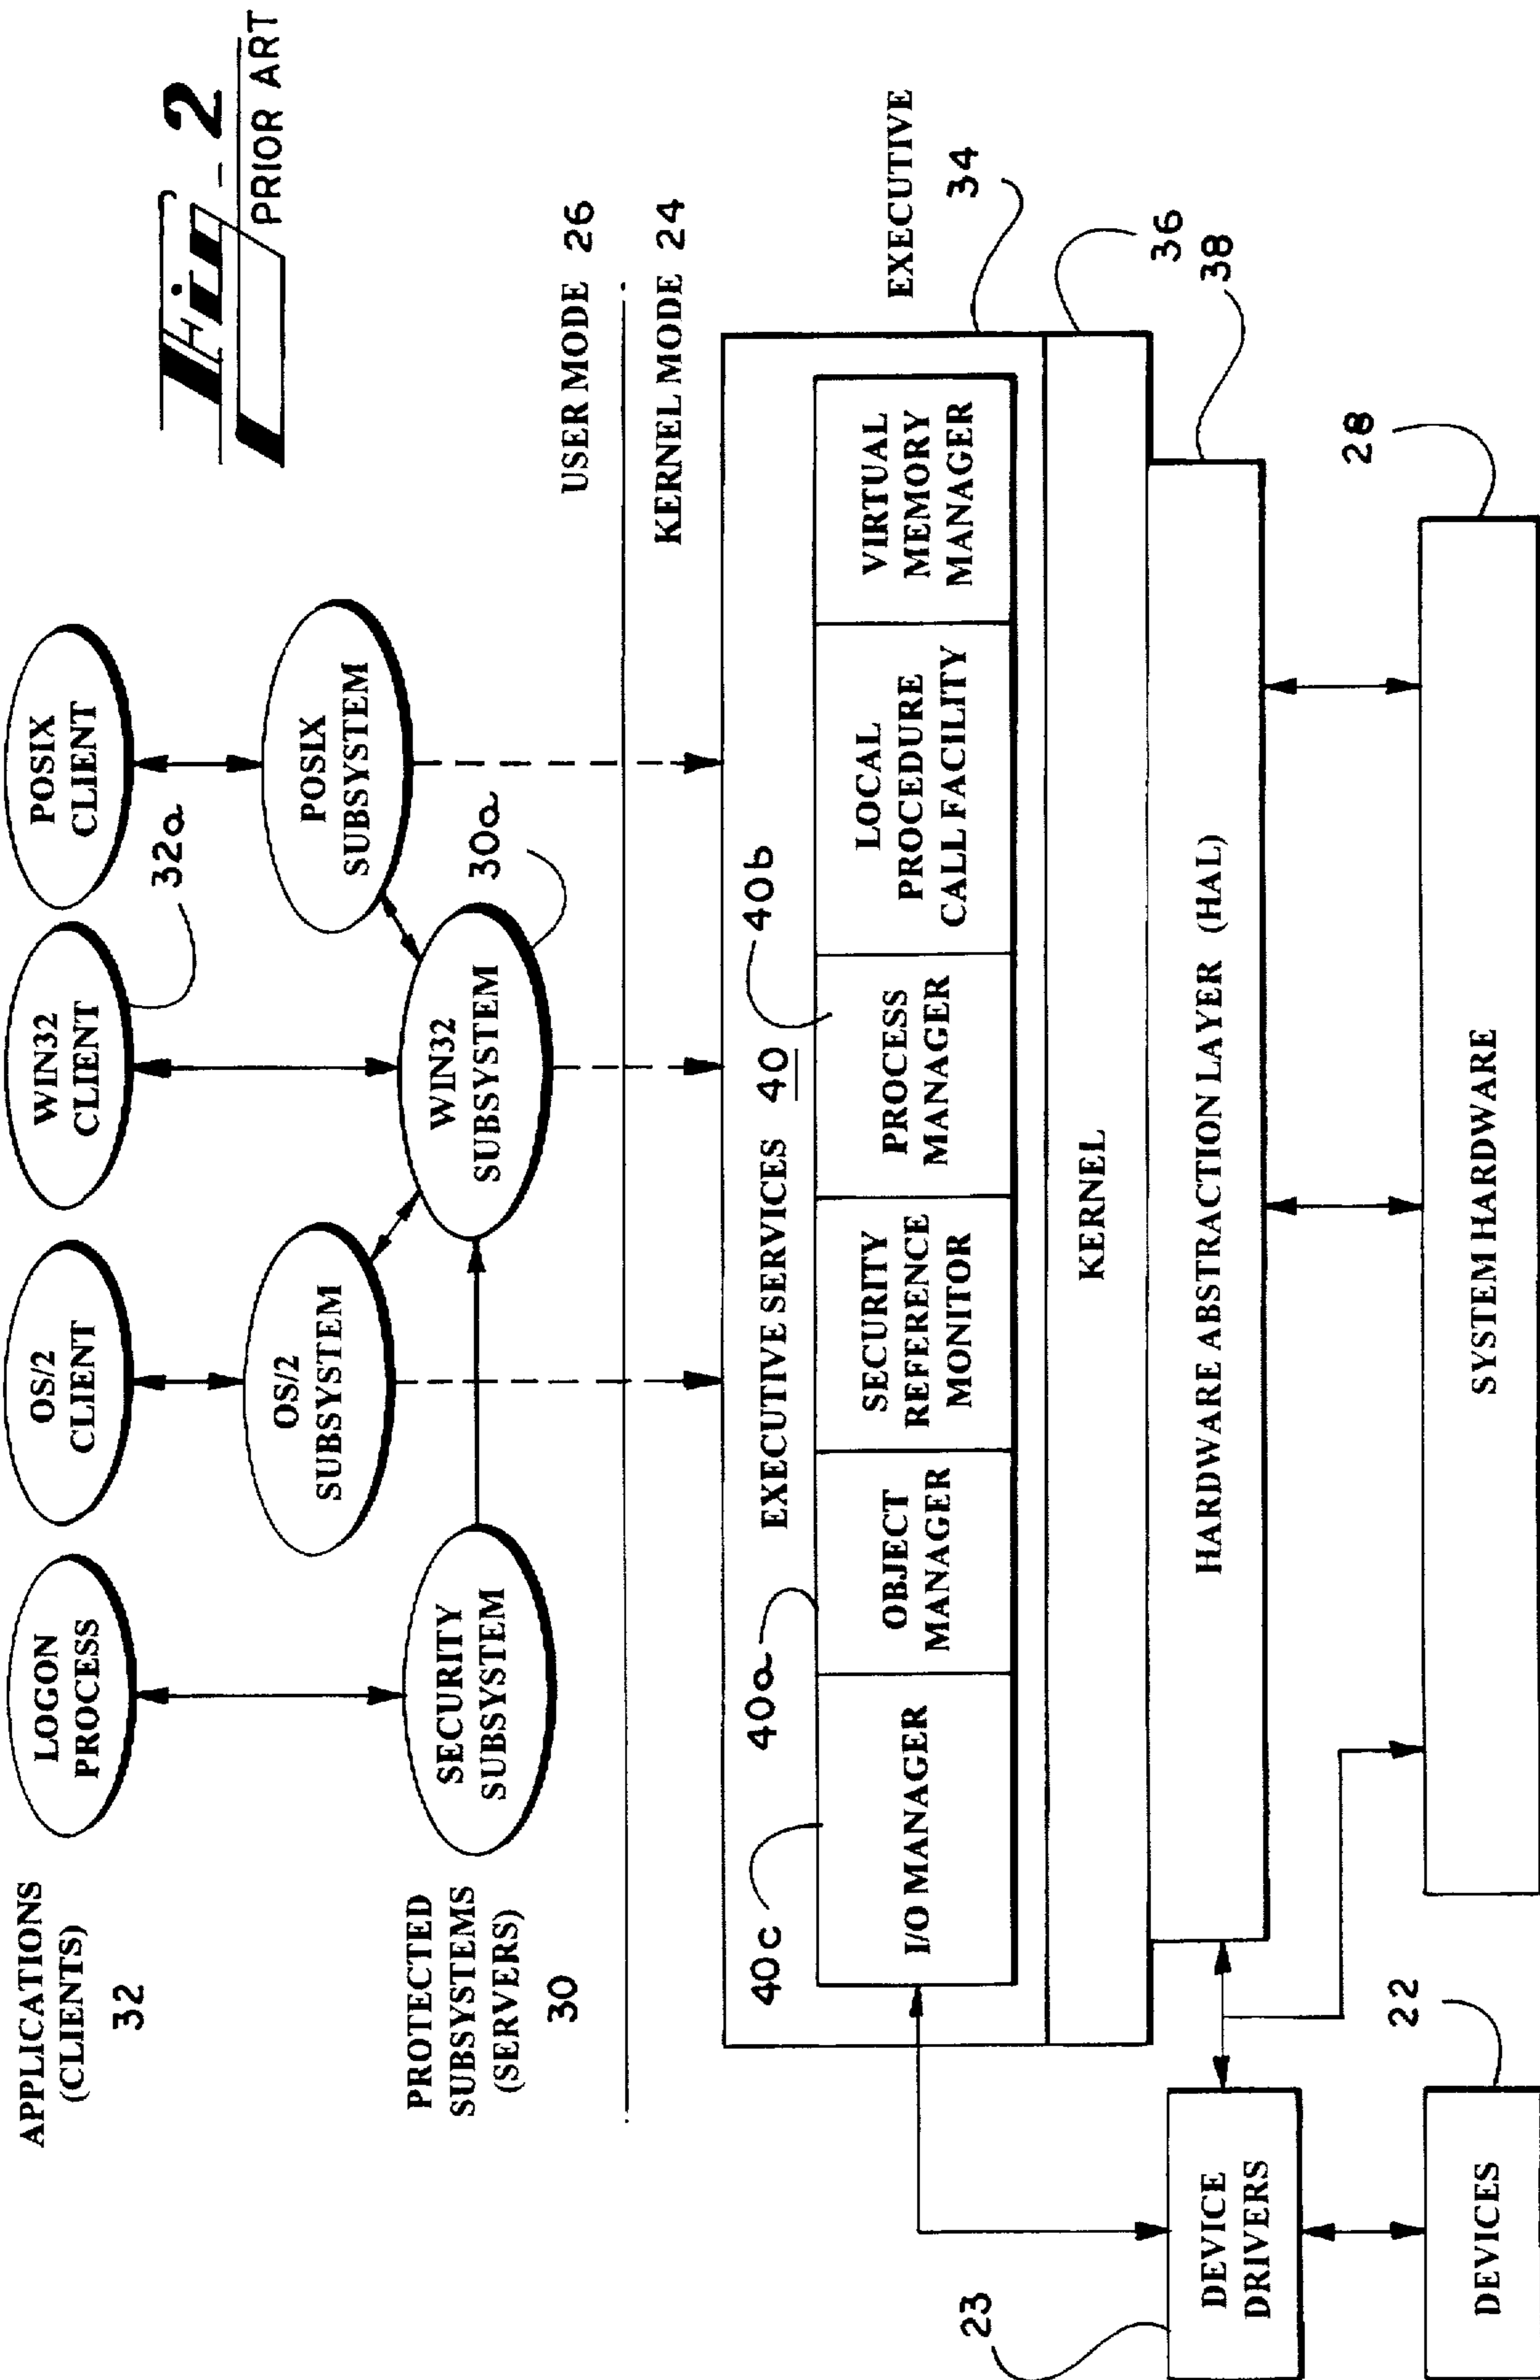 Fig-2
PRIOR ART
APPLICATIONS
(CLIENTS)
32
LOGON
PROCESS
OS/2
CLIENT
WIN32
CLIENT
32a
POSIX
CLIENT
PROTECTED
SUBSYSTEMS
(SERVERS)
30
SECURITY
SUBSYSTEM
OS/2
SUBSYSTEM
WIN32
SUBSYSTEM
30a
POSIX
SUBSYSTEM
USER MODE 26
KERNEL MODE 24
EXECUTIVE
34
EXECUTIVE SERVICES 40
40c
40a
40b
I/O MANAGER
OBJECT
MANAGER
SECURITY
REFERENCE
MONITOR
PROCESS
MANAGER
LOCAL
PROCEDURE
CALL FACILITY
VIRTUAL
MEMORY
MANAGER
KERNEL
36
HARDWARE ABSTRACTION LAYER (HAL)
38
23
DEVICE
DRIVERS
22
DEVICES
SYSTEM HARDWARE
28